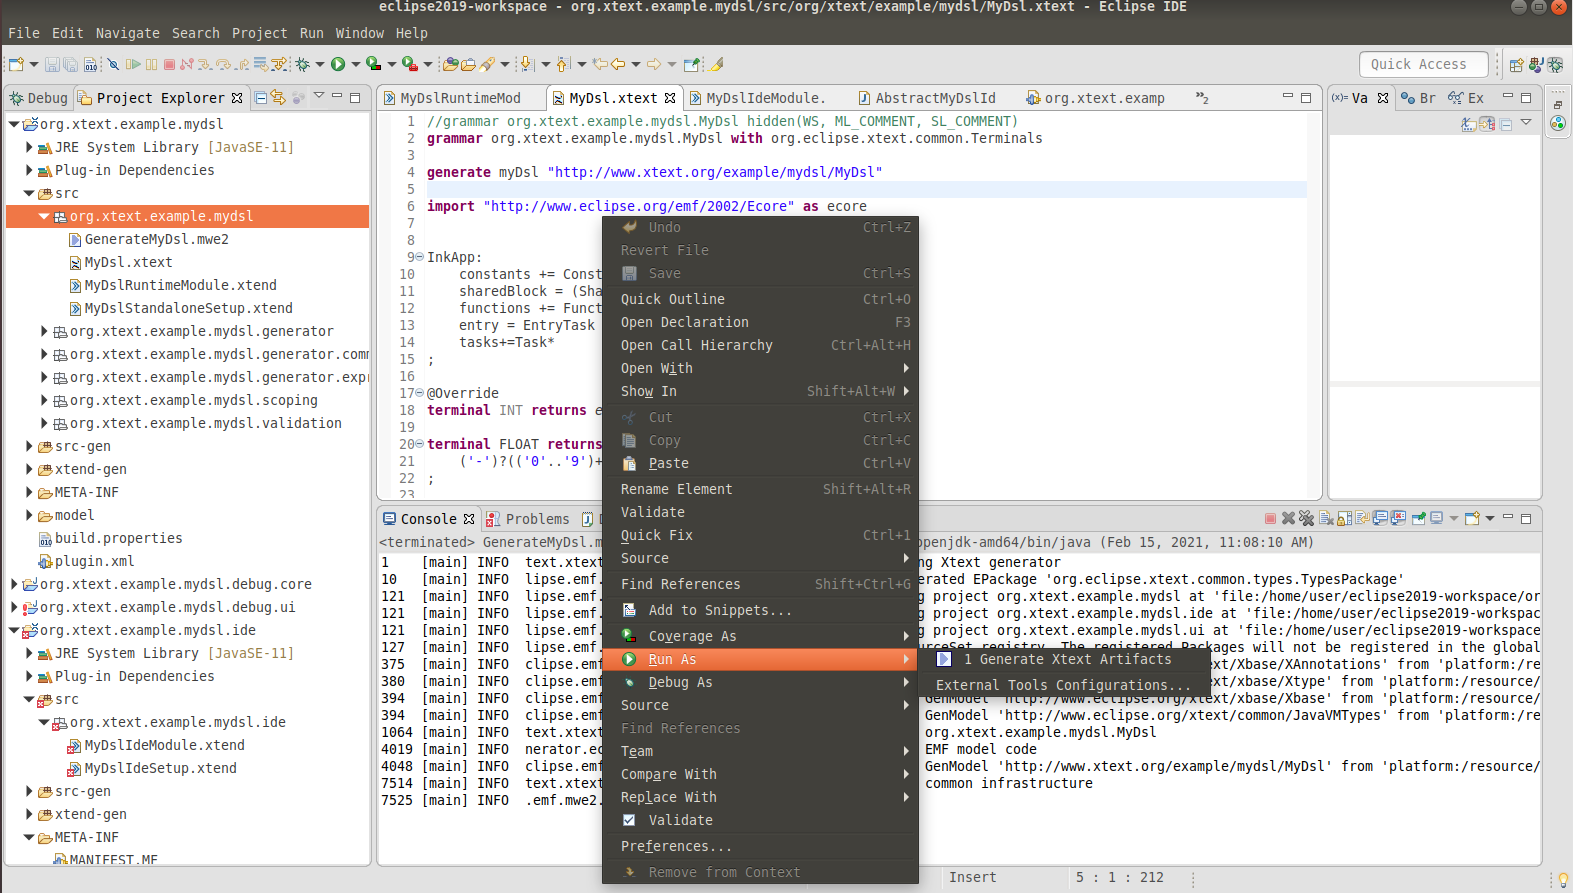 eclipse2019-workspace - org.xtext.example.mydsl/src/org/xtext/example/mydsl/MyDsl.xtext - Eclipse IDE
File Edit Navigate Search Project Run Window Help
Quick Access
Debug Project Explorer
org.xtext.example.mydsl
JRE System Library [JavaSE-11]
Plug-in Dependencies
src
org.xtext.example.mydsl
GenerateMyDsl.mwe2
MyDsl.xtext
MyDslRuntimeModule.xtend
MyDslStandaloneSetup.xtend
org.xtext.example.mydsl.generator
org.xtext.example.mydsl.generator.com
org.xtext.example.mydsl.generator.expr
org.xtext.example.mydsl.scoping
org.xtext.example.mydsl.validation
src-gen
xtend-gen
META-INF
model
build.properties
plugin.xml
org.xtext.example.mydsl.debug.core
org.xtext.example.mydsl.debug.ui
org.xtext.example.mydsl.ide
JRE System Library [JavaSE-11]
Plug-in Dependencies
src
org.xtext.example.mydsl.ide
MyDslIdeModule.xtend
MyDslIdeSetup.xtend
src-gen
xtend-gen
META-INF
MANIFEST.MF
MyDslRuntimeMod MyDsl.xtext MyDslIdeModule. AbstractMyDslId org.xtext.examp »2
1 //grammar org.xtext.example.mydsl.MyDsl hidden(WS, ML_COMMENT, SL_COMMENT)
2 grammar org.xtext.example.mydsl.MyDsl with org.eclipse.xtext.common.Terminals
3
4 generate myDsl "http://www.xtext.org/example/mydsl/MyDsl"
5
6 import "http://www.eclipse.org/emf/2002/Ecore" as ecore
7
8
9 InkApp:
10 constants += Const
11 sharedBlock = (Sha
12 functions += Funct
13 entry = EntryTask
14 tasks+=Task*
15 ;
16
17 @Override
18 terminal INT returns e
19
20 terminal FLOAT returns
21 ('-')?(('0'..'9')+
22 ;
23
(x)= Va Br Ex
Undo Ctrl+Z
Revert File
Save Ctrl+S
Quick Outline Ctrl+O
Open Declaration F3
Open Call Hierarchy Ctrl+Alt+H
Open With
Show In Shift+Alt+W
Cut Ctrl+X
Copy Ctrl+C
Paste Ctrl+V
Rename Element Shift+Alt+R
Validate
Quick Fix Ctrl+1
Source
Find References Shift+Ctrl+G
Add to Snippets...
Coverage As
Run As
Debug As
Source
Find References
Team
Compare With
Replace With
Validate
Preferences...
Remove from Context
1 Generate Xtext Artifacts
External Tools Configurations...
Console Problems
<terminated> GenerateMyDsl.m openjdk-amd64/bin/java (Feb 15, 2021, 11:08:10 AM)
1 [main] INFO text.xtext ng Xtext generator
10 [main] INFO lipse.emf. erated EPackage 'org.eclipse.xtext.common.types.TypesPackage'
121 [main] INFO lipse.emf. g project org.xtext.example.mydsl at 'file:/home/user/eclipse2019-workspace/or
121 [main] INFO lipse.emf. g project org.xtext.example.mydsl.ide at 'file:/home/user/eclipse2019-workspac
121 [main] INFO lipse.emf. g project org.xtext.example.mydsl.ui at 'file:/home/user/eclipse2019-workspace
127 [main] INFO lipse.emf. urceSet registry. The registered Packages will not be registered in the global
375 [main] INFO clipse.emf xt/Xbase/XAnnotations' from 'platform:/re
380 [main] INFO clipse.emf xt/xbase/Xtype' from 'platform:/resource/
394 [main] INFO clipse.emf GenModel 'http://www.eclipse.org/xtext/xbase/Xbase' from 'platform:/resource/
394 [main] INFO clipse.emf GenModel 'http://www.eclipse.org/xtext/common/JavaVMTypes' from 'platform:/re
1064 [main] INFO text.xtext org.xtext.example.mydsl.MyDsl
4019 [main] INFO nerator.ec EMF model code
4048 [main] INFO clipse.emf GenModel 'http://www.xtext.org/example/mydsl/MyDsl' from 'platform:/resource/
7514 [main] INFO text.xtext common infrastructure
7525 [main] INFO .emf.mwe2.
Insert 5 : 1 : 212